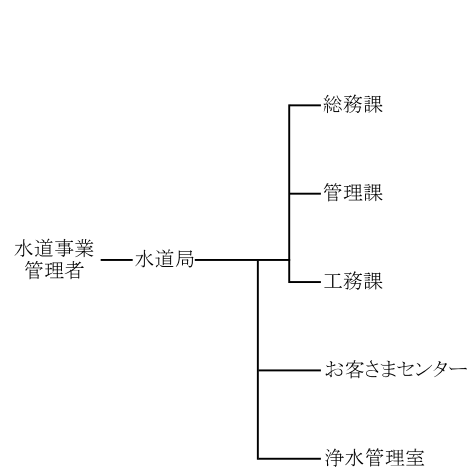 総務課
管理課
水道事業
管理者
水道局
工務課
お客さまセンター
浄水管理室